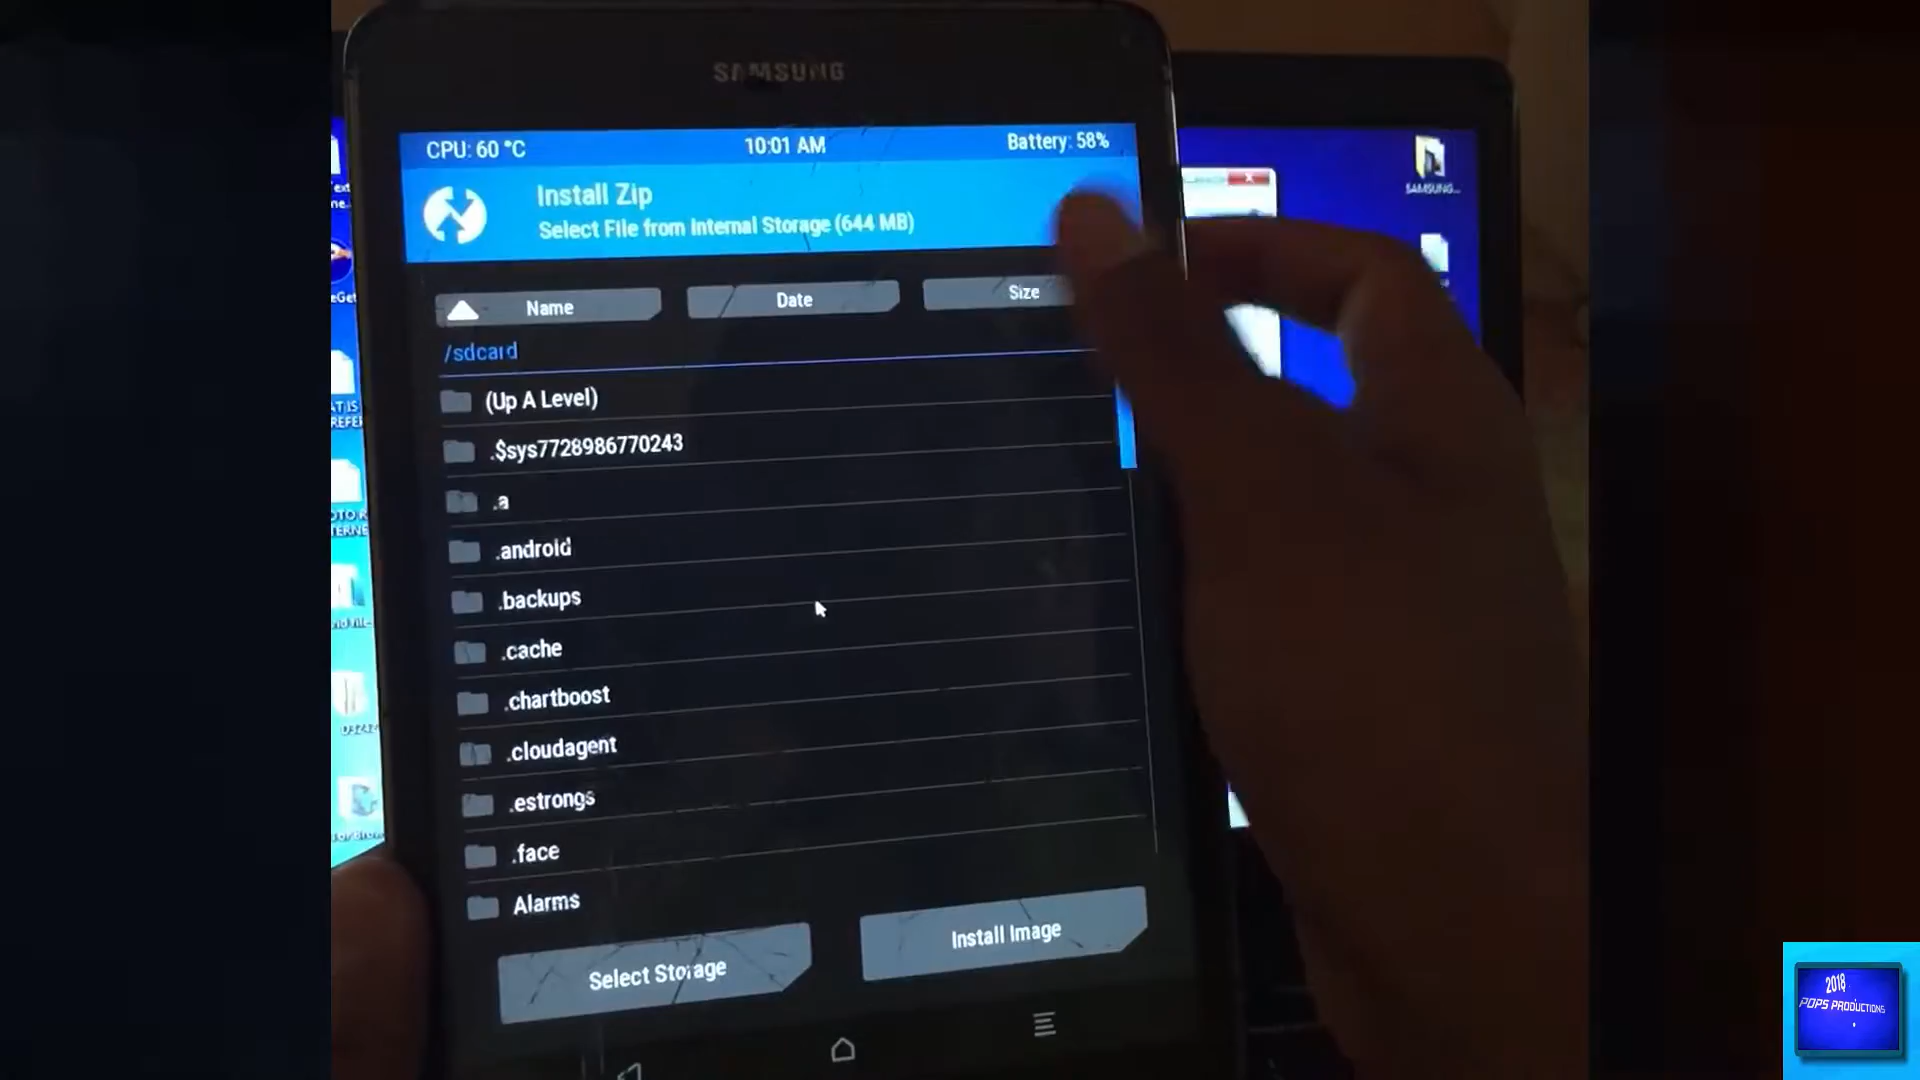 SAMSUNG
CPU: 60 °C
10:01 AM
Battery: 58%
Install Zip
Select File from Internal Storage (644 MB)
Name
Date
Size
/sdcard
(Up A Level)
.$sys7728986770243
.a
.android
.backups
.cache
.chartboost
.cloudagent
.estrongs
.face
Alarms
Select Storage
Install Image
SAMSUNG...
2018
POPS PRODUCTIONS